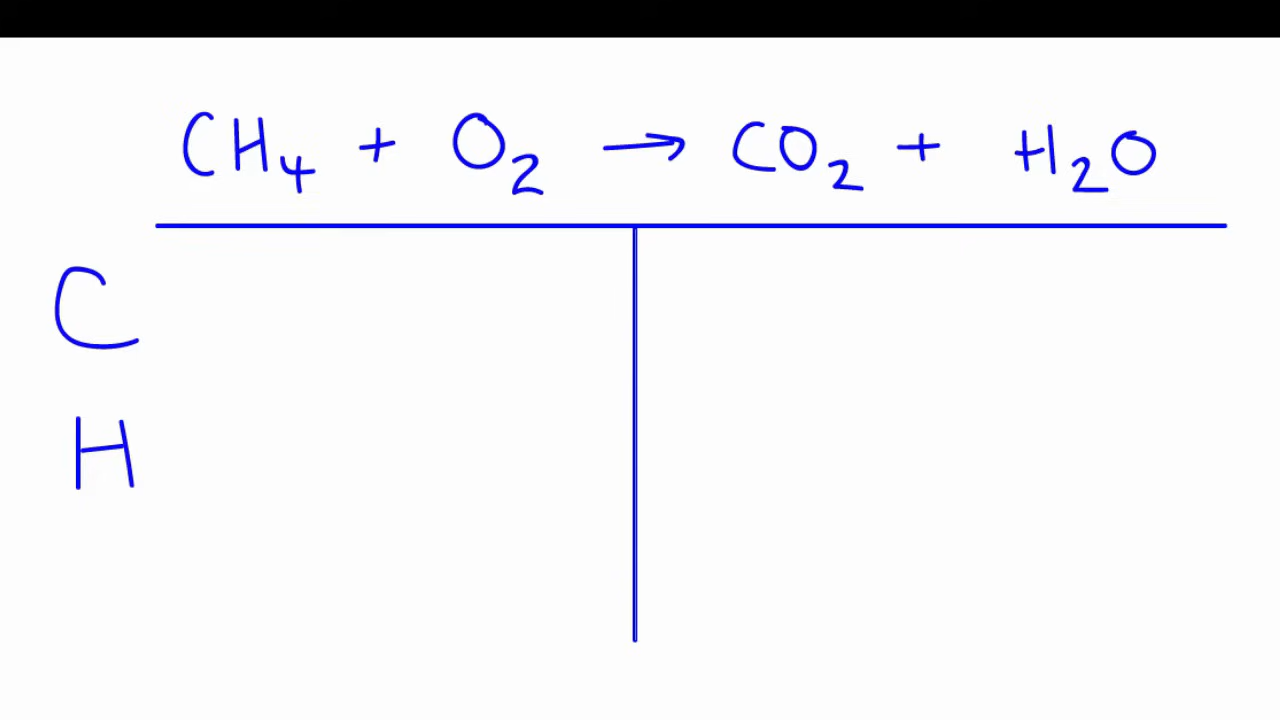 CH₄ + O₂ → CO₂ + H₂O
C
H